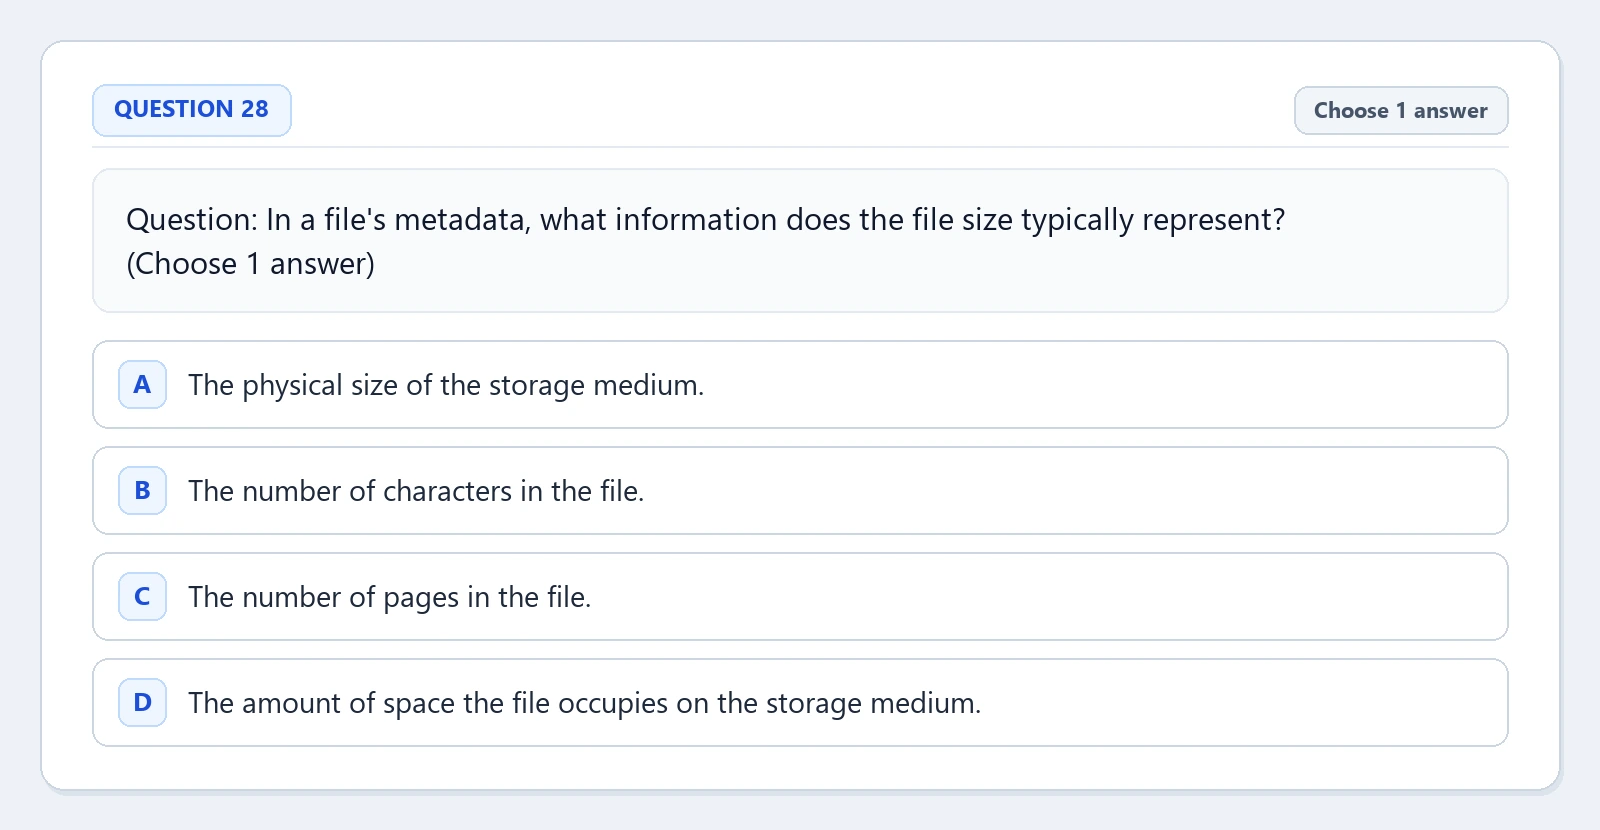 QUESTION 28
Choose 1 answer
Question: In a file's metadata, what information does the file size typically represent?
(Choose 1 answer)
A The physical size of the storage medium.
B The number of characters in the file.
C The number of pages in the file.
D The amount of space the file occupies on the storage medium.